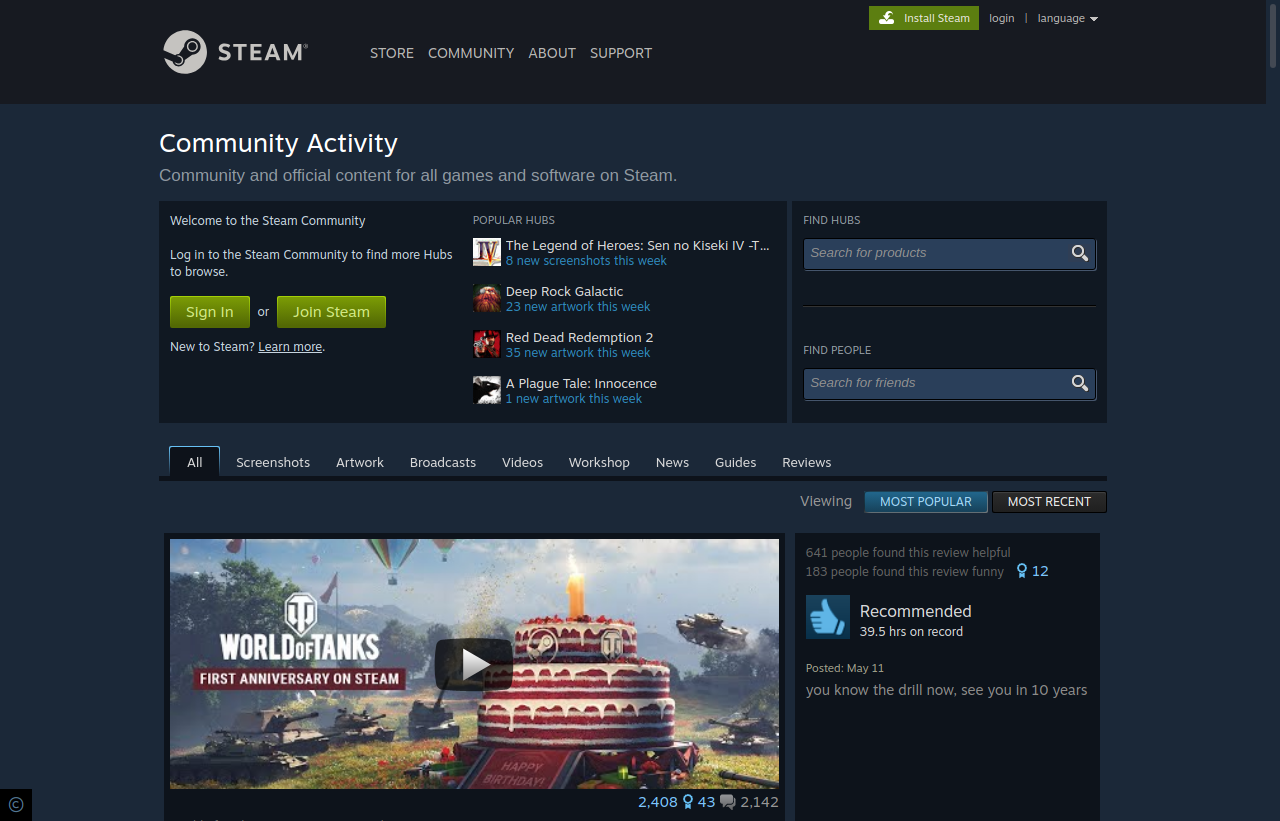 Install Steam login | language
STEAM®
STORE COMMUNITY ABOUT SUPPORT
Community Activity
Community and official content for all games and software on Steam.
Welcome to the Steam Community
Log in to the Steam Community to find more Hubs
to browse.
Sign In or Join Steam
New to Steam? Learn more.
POPULAR HUBS
The Legend of Heroes: Sen no Kiseki IV -T...
8 new screenshots this week
Deep Rock Galactic
23 new artwork this week
Red Dead Redemption 2
35 new artwork this week
A Plague Tale: Innocence
1 new artwork this week
FIND HUBS
Search for products
FIND PEOPLE
Search for friends
All Screenshots Artwork Broadcasts Videos Workshop News Guides Reviews
Viewing MOST POPULAR MOST RECENT
WORLD OF TANKS
FIRST ANNIVERSARY ON STEAM
HAPPY
BIRTHDAY!
2,408 43 2,142
641 people found this review helpful
183 people found this review funny 12
Recommended
39.5 hrs on record
Posted: May 11
you know the drill now, see you in 10 years
©